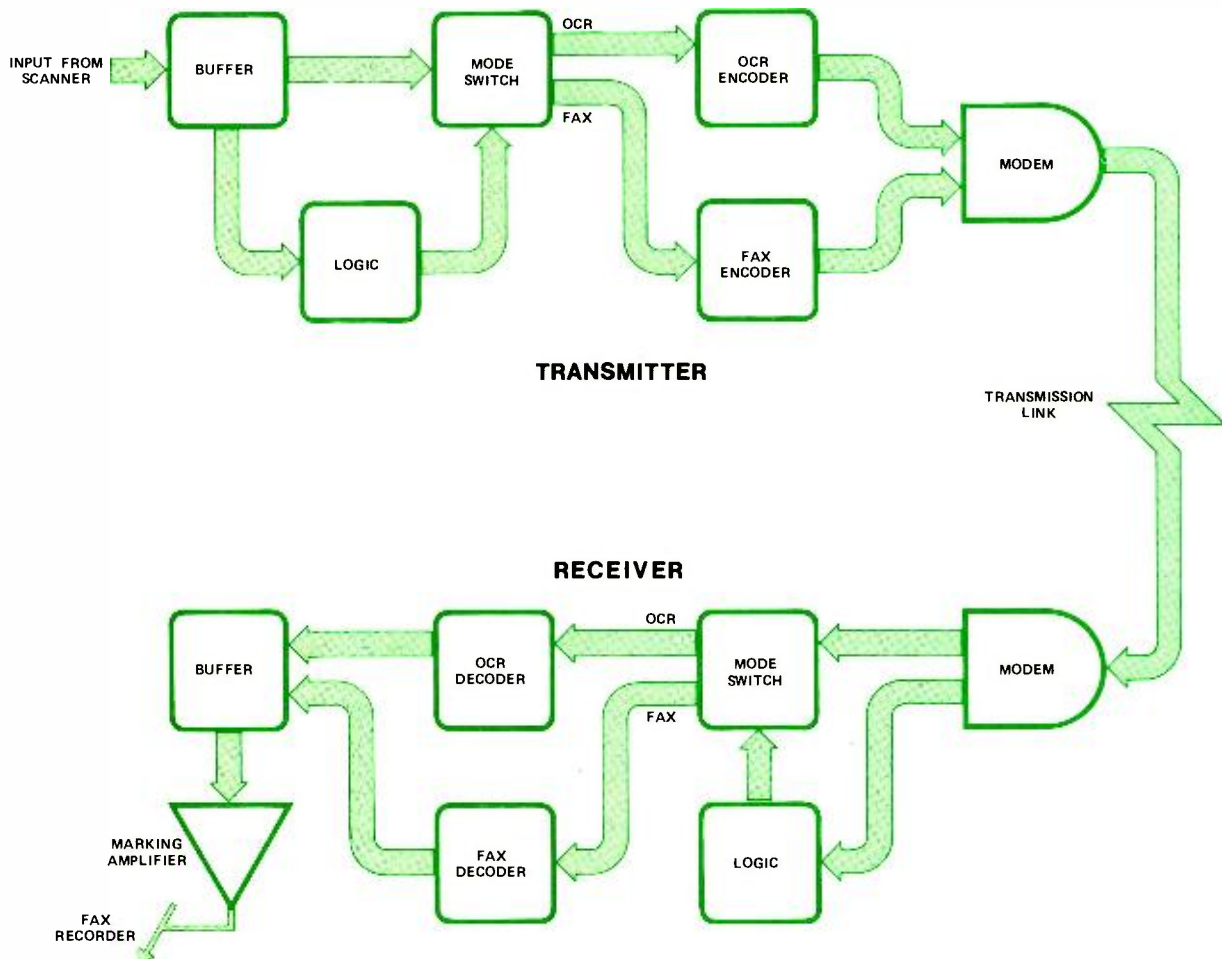 OCR
INPUT FROM
SCANNER
BUFFER
MODE
SWITCH
OCR
ENCODER
FAX
MODEM
LOGIC
FAX
ENCODER
TRANSMITTER
TRANSMISSION
LINK
RECEIVER
OCR
BUFFER
OCR
DECODER
MODE
SWITCH
MODEM
FAX
MARKING
AMPLIFIER
FAX
DECODER
LOGIC
FAX
RECORDER